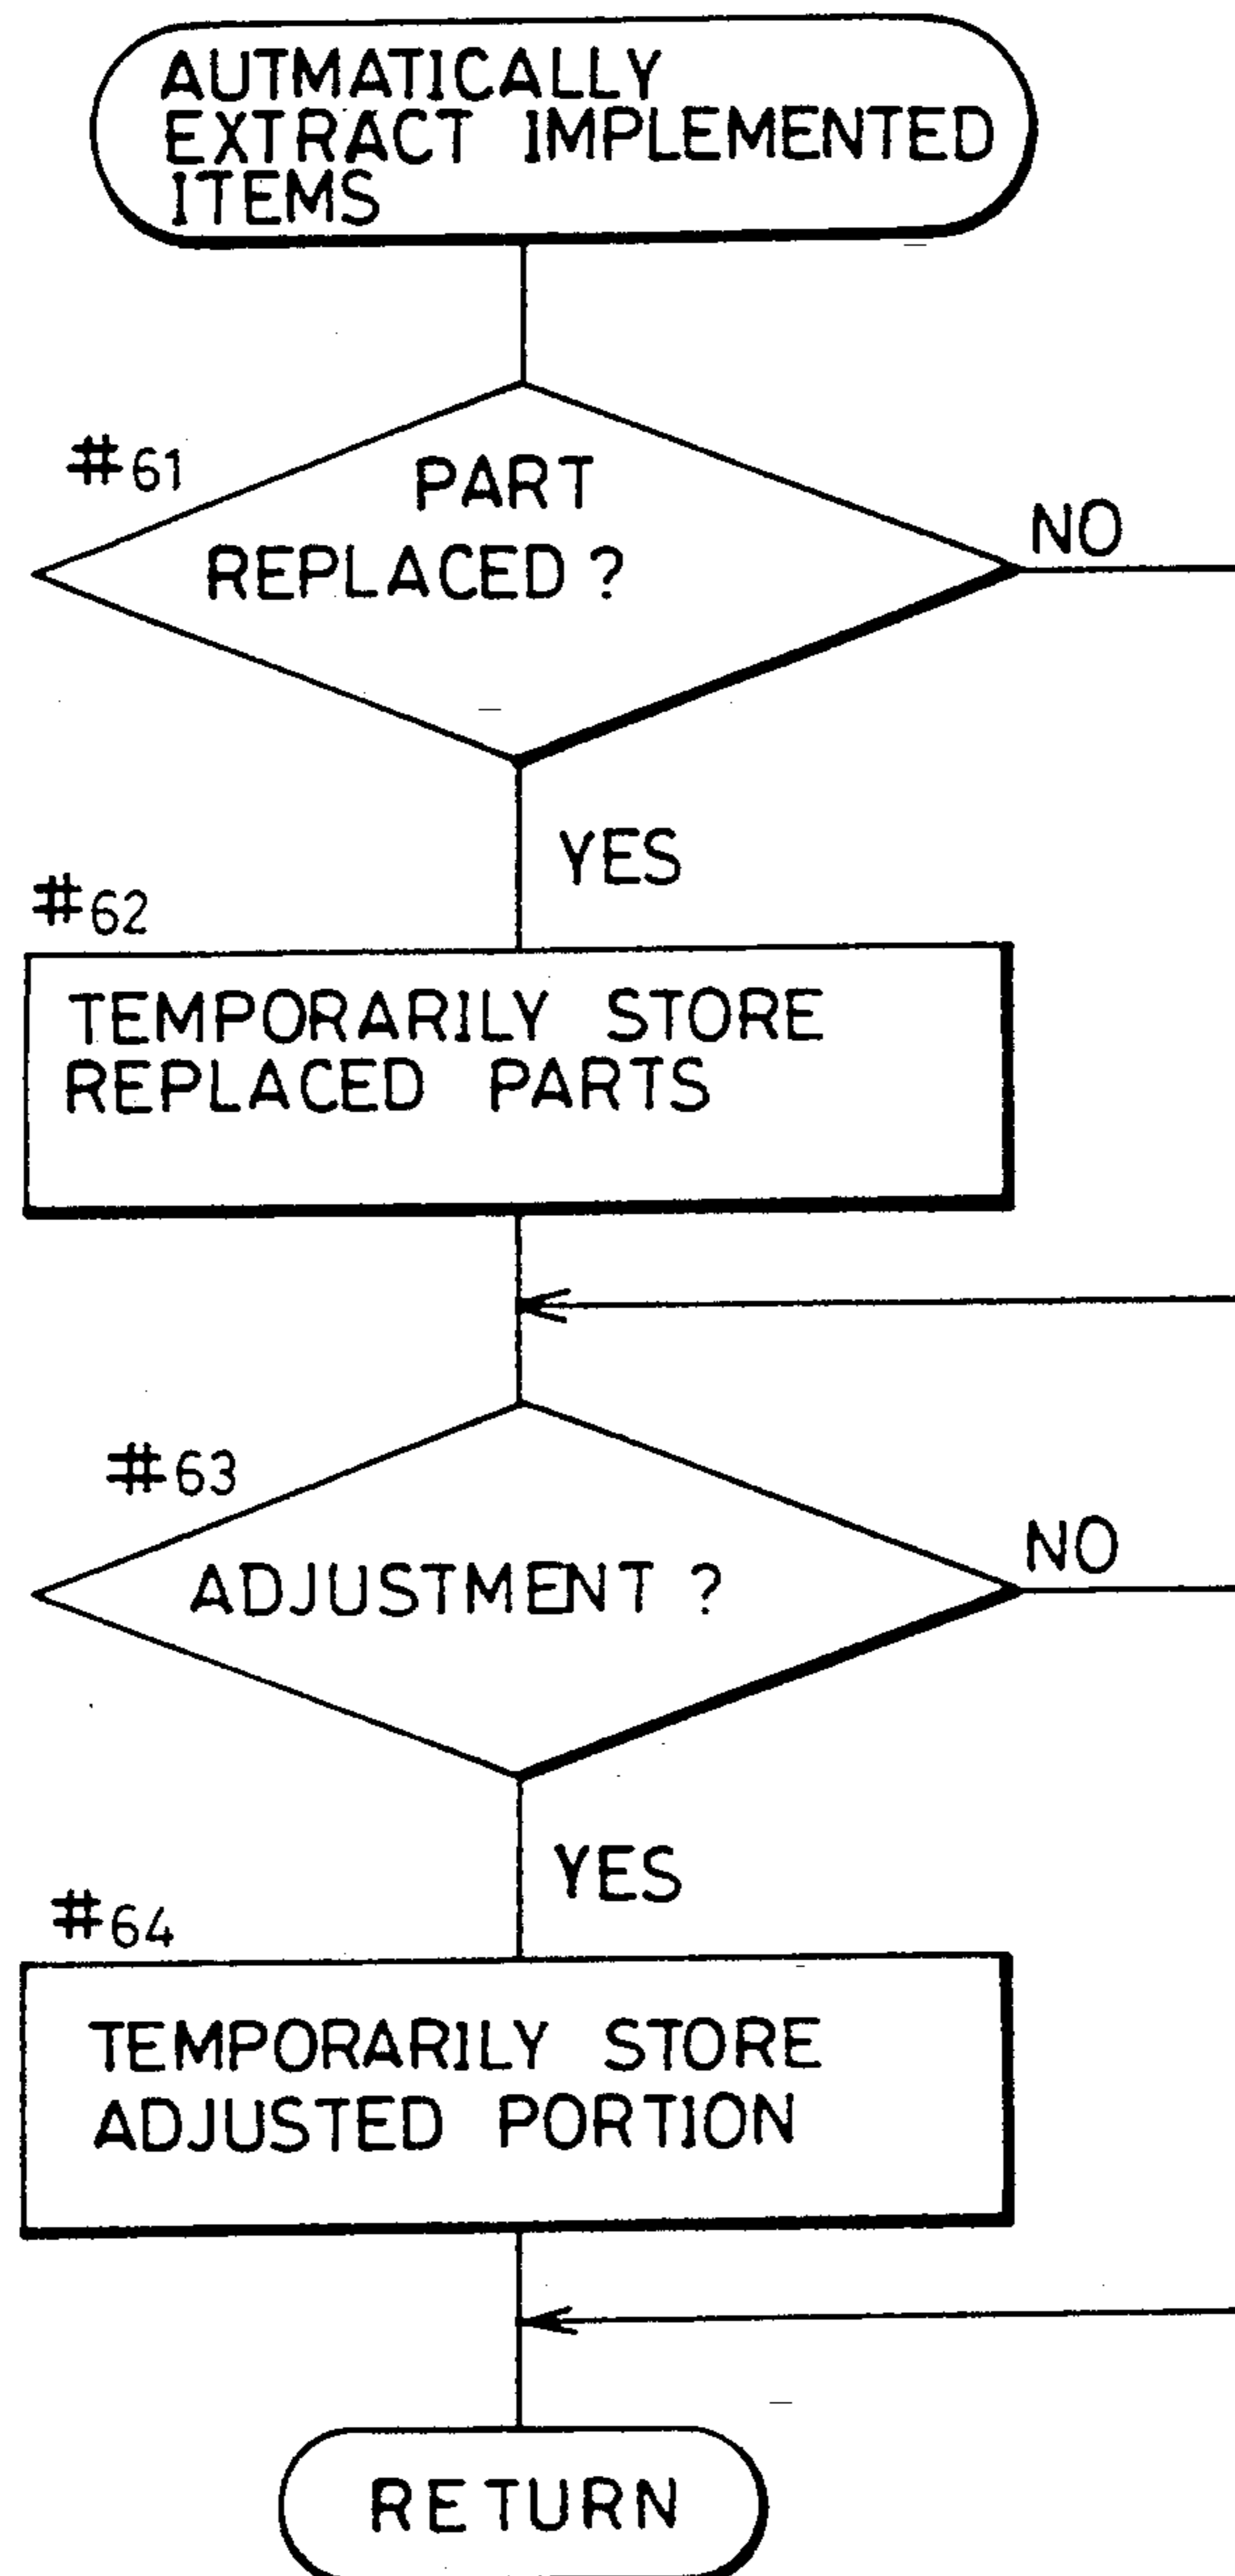 AUTMATICALLY
EXTRACT IMPLEMENTED
ITEMS
#61
PART
REPLACED?
NO
YES
#62
TEMPORARILY STORE
REPLACED PARTS
#63
ADJUSTMENT?
NO
YES
#64
TEMPORARILY STORE
ADJUSTED PORTION
RETURN